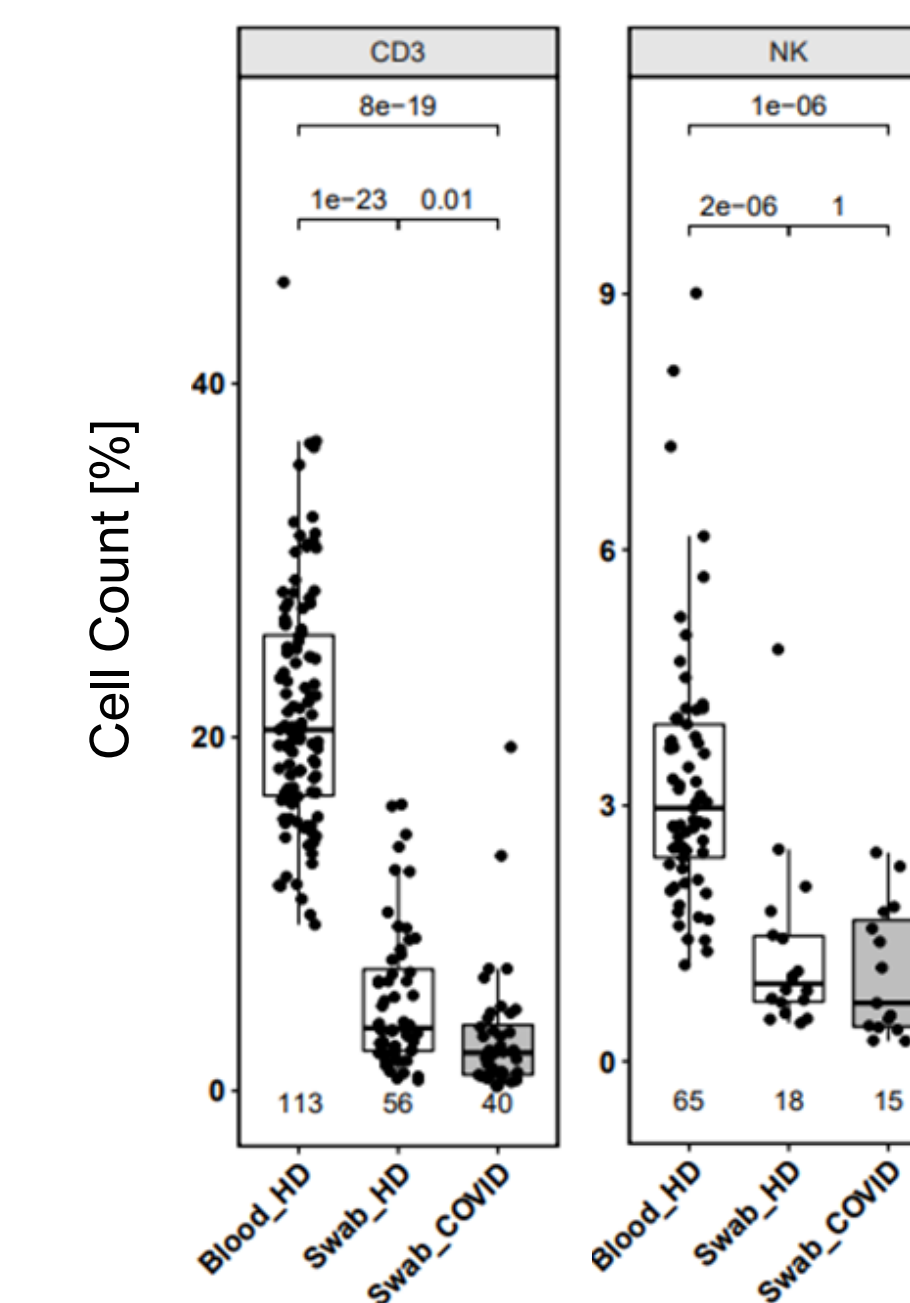 CD3
8e−19
1e−23
0.01
40
20
0
113
56
40
Blood_HD
Swab_HD
Swab_COVID
Cell Count [%]
NK
1e−06
2e−06
1
9
6
3
0
65
18
15
Blood_HD
Swab_HD
Swab_COVID